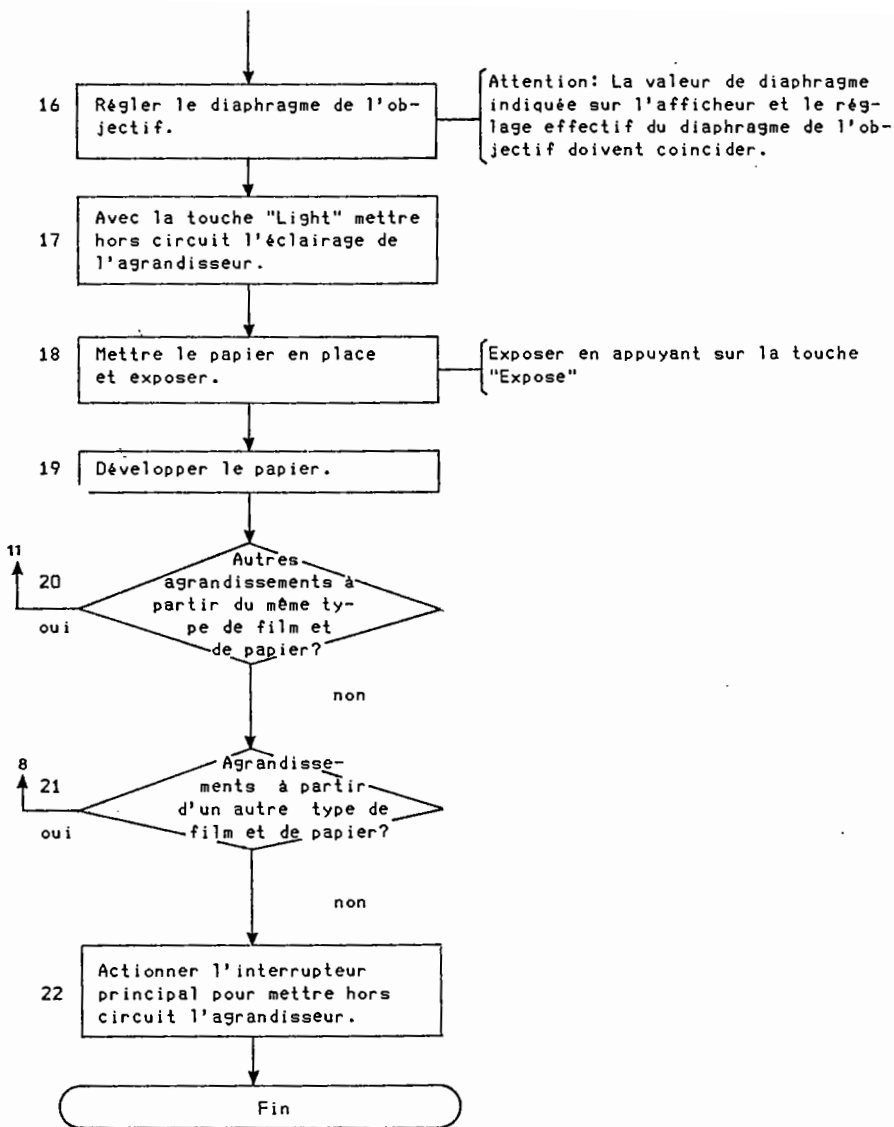 16 Régler le diaphragme de l'ob-
jectif.
Attention: La valeur de diaphragme
indiquée sur l'afficheur et le rég-
lage effectif du diaphragme de l'ob-
jectif doivent coincider.
Avec la touche "Light" mettre
17 hors circuit l'éclairage de
l'agrandisseur.
18 Mettre le papier en place
et exposer.
Exposer en appuyant sur la touche
"Expose"
19 Développer le papier.
11
20
oui
Autres
agrandissements à
partir du même ty-
pe de film et
de papier?
non
8
21
oui
Agrandisse-
ments à partir
d'un autre type de
film et de papier?
non
Actionner l'interrupteur
22 principal pour mettre hors
circuit l'agrandisseur.
Fin